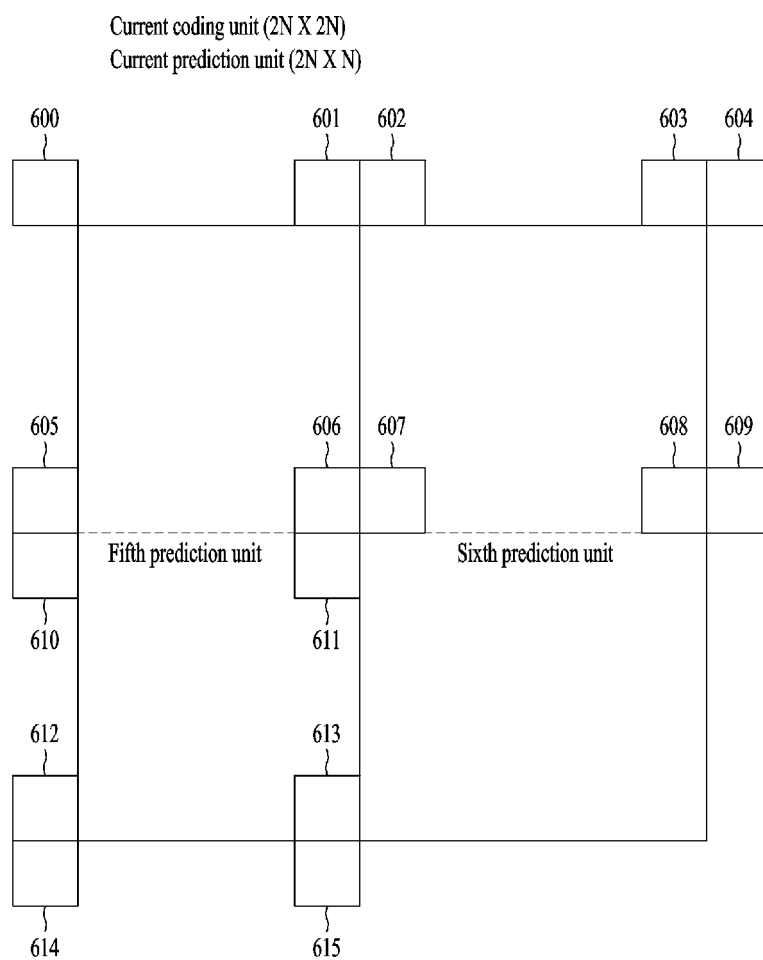 Current coding unit (2N X 2N)
Current prediction unit (2N X N)
600 601 602 603 604
605 606 607 608 609
Fifth prediction unit Sixth prediction unit
610 611
612 613
614 615